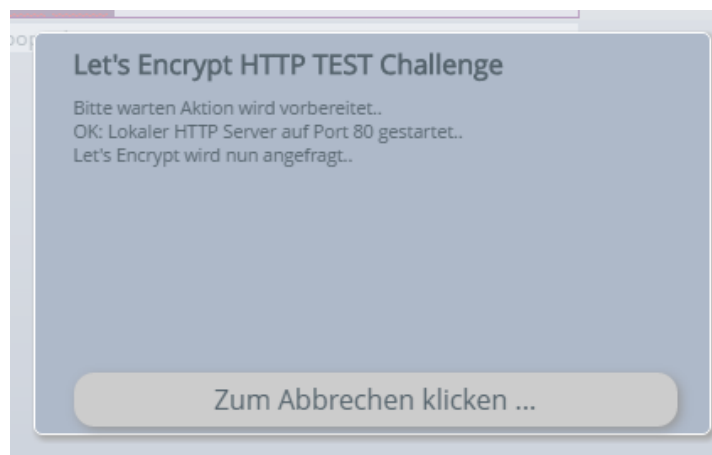 Let's Encrypt HTTP TEST Challenge
Bitte warten Aktion wird vorbereitet..
OK: Lokaler HTTP Server auf Port 80 gestartet..
Let's Encrypt wird nun angefragt..
Zum Abbrechen klicken ...